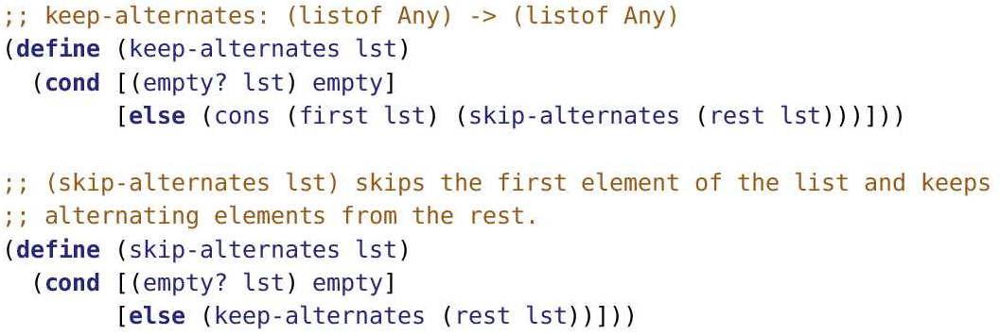 ;; keep-alternates: (listof Any) -> (listof Any)
(define (keep-alternates lst)
  (cond [(empty? lst) empty]
        [else (cons (first lst) (skip-alternates (rest lst)))]))

;; (skip-alternates lst) skips the first element of the list and keeps
;; alternating elements from the rest.
(define (skip-alternates lst)
  (cond [(empty? lst) empty]
        [else (keep-alternates (rest lst))]))